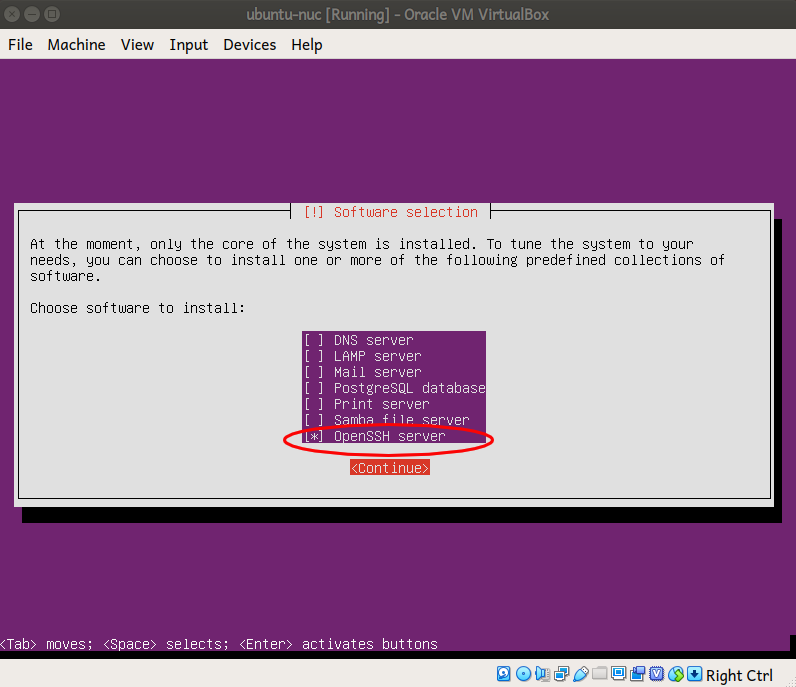 ubuntu-nuc [Running] - Oracle VM VirtualBox
File Machine View Input Devices Help
[!] Software selection
At the moment, only the core of the system is installed. To tune the system to your
needs, you can choose to install one or more of the following predefined collections of
software.
Choose software to install:
[ ] DNS server
[ ] LAMP server
[ ] Mail server
[ ] PostgreSQL database
[ ] Print server
[ ] Samba file server
[*] OpenSSH server
<Continue>
<Tab> moves; <Space> selects; <Enter> activates buttons
Right Ctrl